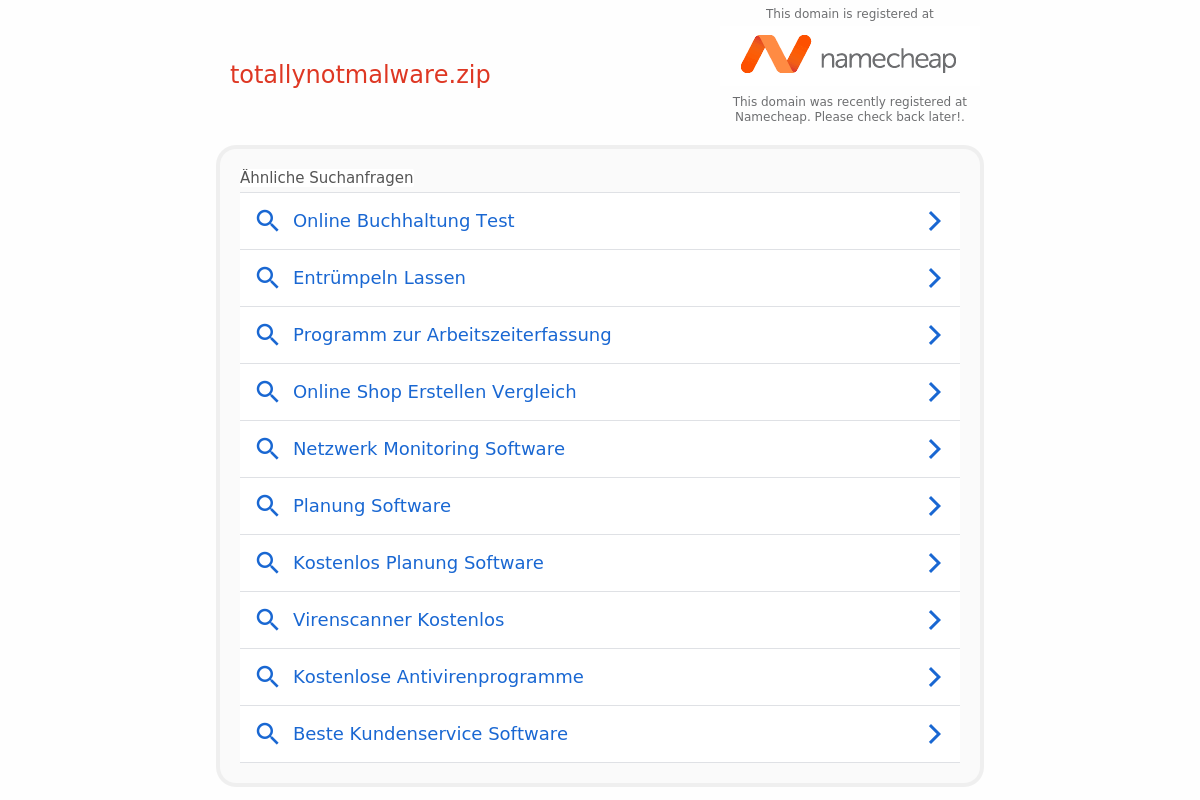 This domain is registered at
namecheap
totallynotmalware.zip
This domain was recently registered at
Namecheap. Please check back later!.
Ähnliche Suchanfragen
Online Buchhaltung Test
Entrümpeln Lassen
Programm zur Arbeitszeiterfassung
Online Shop Erstellen Vergleich
Netzwerk Monitoring Software
Planung Software
Kostenlos Planung Software
Virenscanner Kostenlos
Kostenlose Antivirenprogramme
Beste Kundenservice Software